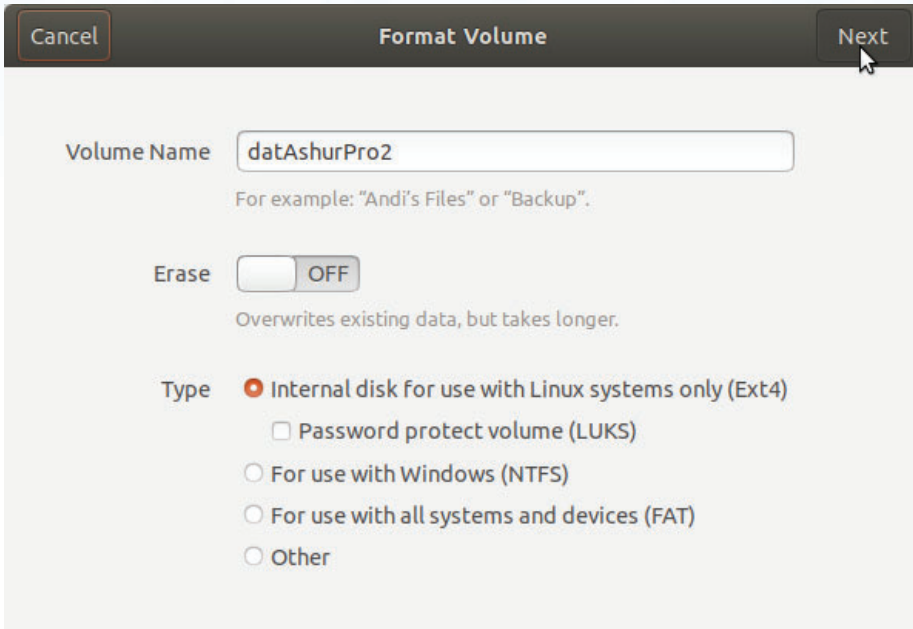 Cancel Format Volume Next
Volume Name datAshurPro2
For example: “Andi’s Files” or “Backup”.
Erase OFF
Overwrites existing data, but takes longer.
Type Internal disk for use with Linux systems only (Ext4)
Password protect volume (LUKS)
For use with Windows (NTFS)
For use with all systems and devices (FAT)
Other